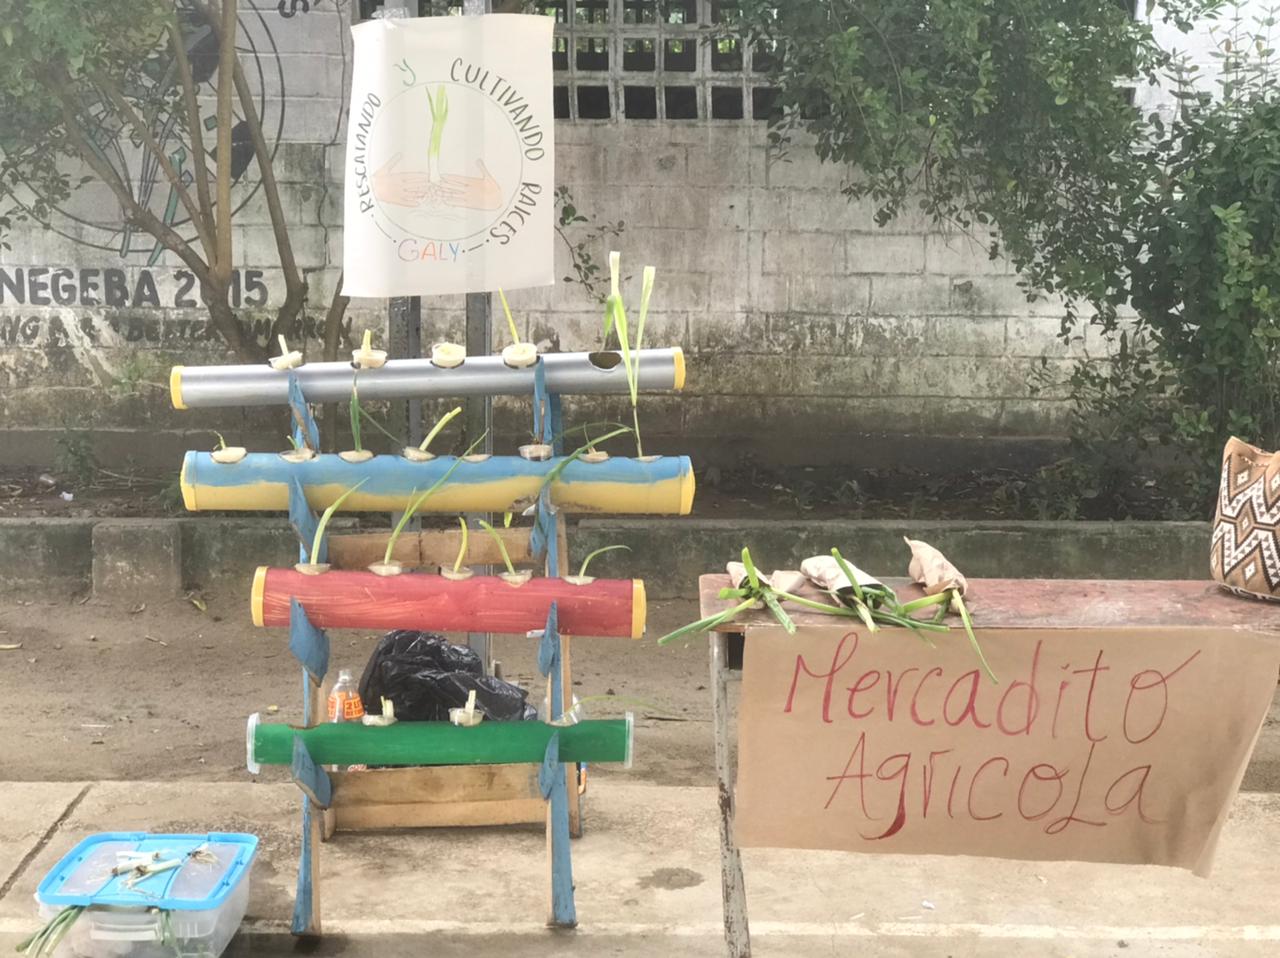 RESCATANDO
Y
CULTIVANDO
RAICES
GALY
NEGEBA 2015
Mercadito
Agricola